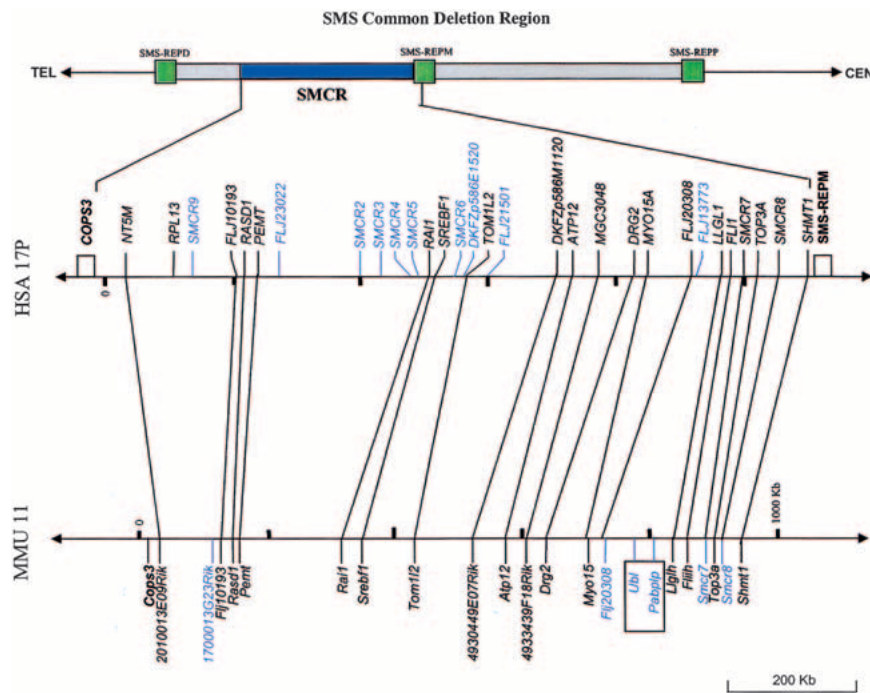 SMS Common Deletion Region
SMS-REPD
SMS-REPM
SMS-REPP
TEL
CEN
SMCR
COPS3
NT5M
RPL13
SMCR9
FLJ10193
RASD1
PEMT
FLJ23022
SMCR2
SMCR3
SMCR4
SMCR5
RAI1
SREBF1
SMCR6
DKFZp586E1520
TOM1L2
FLJ21501
DKFZp586M1120
ATP12
MGC3048
DRG2
MYO15A
FLJ20308
FLJ13773
LLGL1
FLI1
SMCR7
TOP3A
SMCR8
SHMT1
SMS-REPM
HSA 17P
0
MMU 11
0
1000 Kb
Cops3
2010013E09Rik
1700013G23Rik
Flj10193
Rasd1
Pemt
Rai1
Srebf1
Tom1l2
4930449E07Rik
Atp12
4933439F18Rik
Drg2
Myo15
Flj20308
Ubl
Pabplp
Llglh
Fliih
Smcr7
Top3a
Smcr8
Shmt1
200 Kb